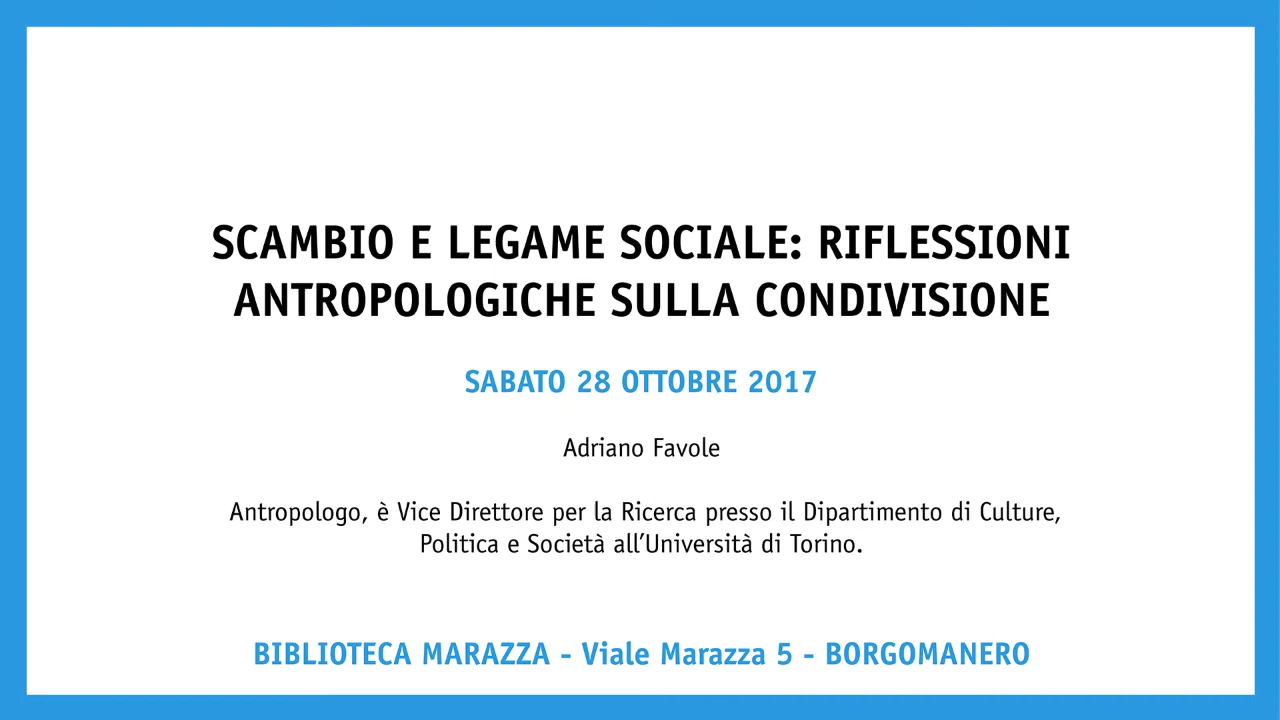 SCAMBIO E LEGAME SOCIALE: RIFLESSIONI
ANTROPOLOGICHE SULLA CONDIVISIONE
SABATO 28 OTTOBRE 2017
Adriano Favole
Antropologo, è Vice Direttore per la Ricerca presso il Dipartimento di Culture,
Politica e Società all'Università di Torino.
BIBLIOTECA MARAZZA - Viale Marazza 5 - BORGOMANERO